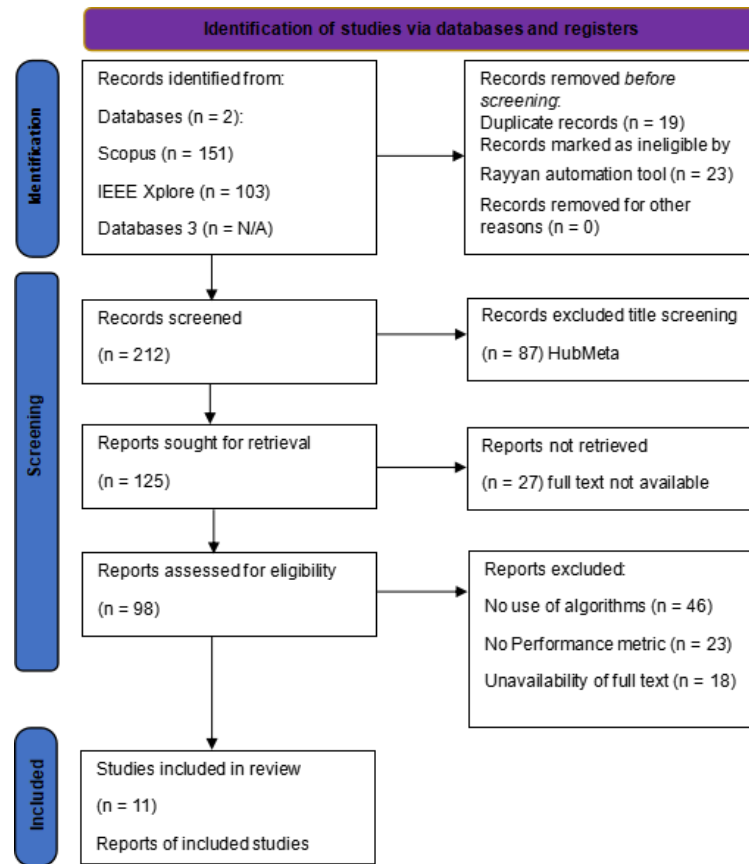 Identification of studies via databases and registers
Identification
Records identified from:
Databases (n = 2):
Scopus (n = 151)
IEEE Xplore (n = 103)
Databases 3 (n = N/A)
Records removed before
screening:
Duplicate records (n = 19)
Records marked as ineligible by
Rayyan automation tool (n = 23)
Records removed for other
reasons (n = 0)
Screening
Records screened
(n = 212)
Records excluded title screening
(n = 87) HubMeta
Reports sought for retrieval
(n = 125)
Reports not retrieved
(n = 27) full text not available
Reports assessed for eligibility
(n = 98)
Reports excluded:
No use of algorithms (n = 46)
No Performance metric (n = 23)
Unavailability of full text (n = 18)
Included
Studies included in review
(n = 11)
Reports of included studies